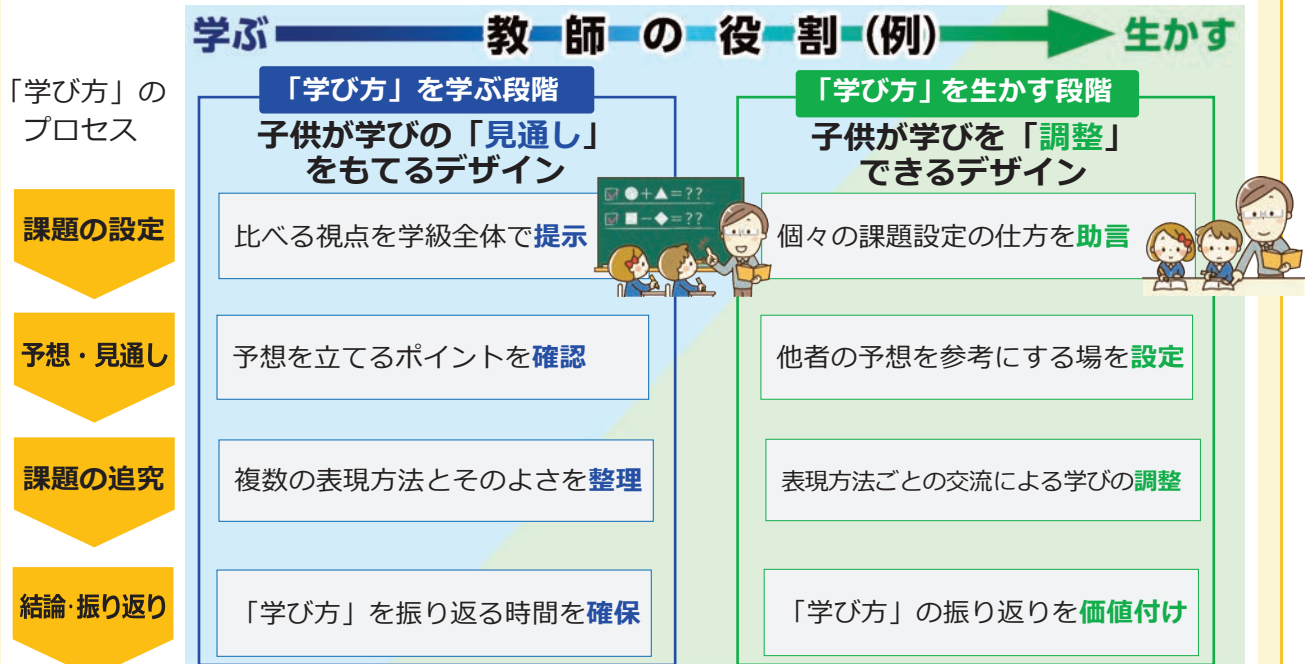 学ぶ 教師の役割(例) 生かす
「学び方」の
プロセス
「学び方」を学ぶ段階
子供が学びの「見通し」
をもてるデザイン
「学び方」を生かす段階
子供が学びを「調整」
できるデザイン
課題の設定
比べる視点を学級全体で提示
●+▲=??
■-◆=??
個々の課題設定の仕方を助言
予想・見通し
予想を立てるポイントを確認
他者の予想を参考にする場を設定
課題の追究
複数の表現方法とそのよさを整理
表現方法ごとの交流による学びの調整
結論・振り返り
「学び方」を振り返る時間を確保
「学び方」の振り返りを価値付け